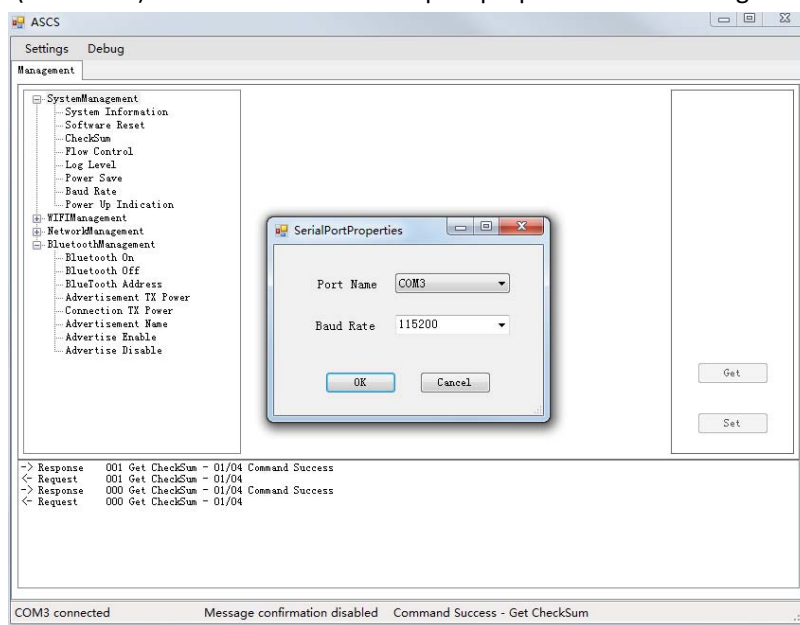 ASCS
Settings Debug
Management
SystemManagement
System Information
Software Reset
CheckSum
Flow Control
Log Level
Power Save
Baud Rate
Power Up Indication
WIFIManagement
NetworkManagement
BluetoothManagement
Bluetooth On
Bluetooth Off
BlueTooth Address
Advertisement TX Power
Connection TX Power
Advertisement Name
Advertise Enable
Advertise Disable
SerialPortProperties
Port Name COM3
Baud Rate 115200
OK Cancel
Get
Set
-> Response 001 Get CheckSum - 01/04 Command Success
<- Request 001 Get CheckSum - 01/04
-> Response 000 Get CheckSum - 01/04 Command Success
<- Request 000 Get CheckSum - 01/04
COM3 connected Message confirmation disabled Command Success - Get CheckSum